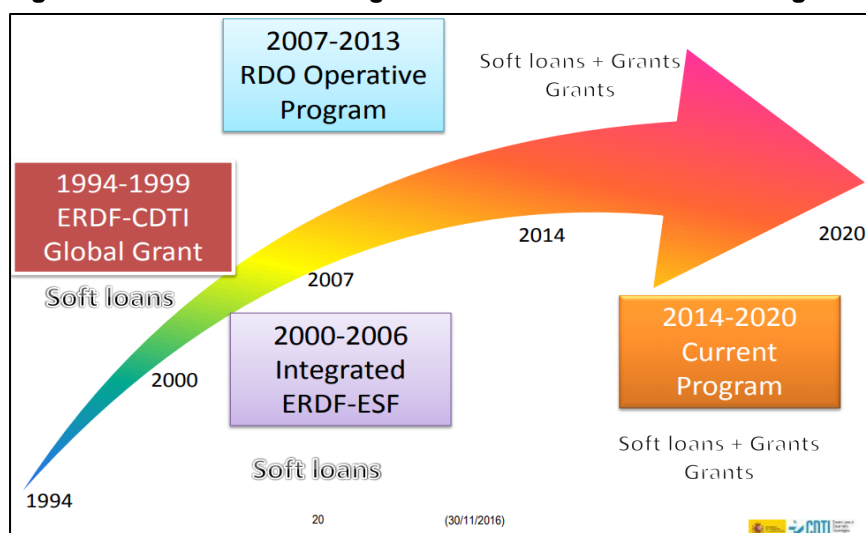 2007-2013
RDO Operative
Program
Soft loans + Grants
Grants
1994-1999
ERDF-CDTI
Global Grant
Soft loans
2014
2020
2007
2000-2006
Integrated
ERDF-ESF
2014-2020
Current
Program
2000
Soft loans + Grants
Grants
Soft loans
1994
20
(30/11/2016)
CDTI